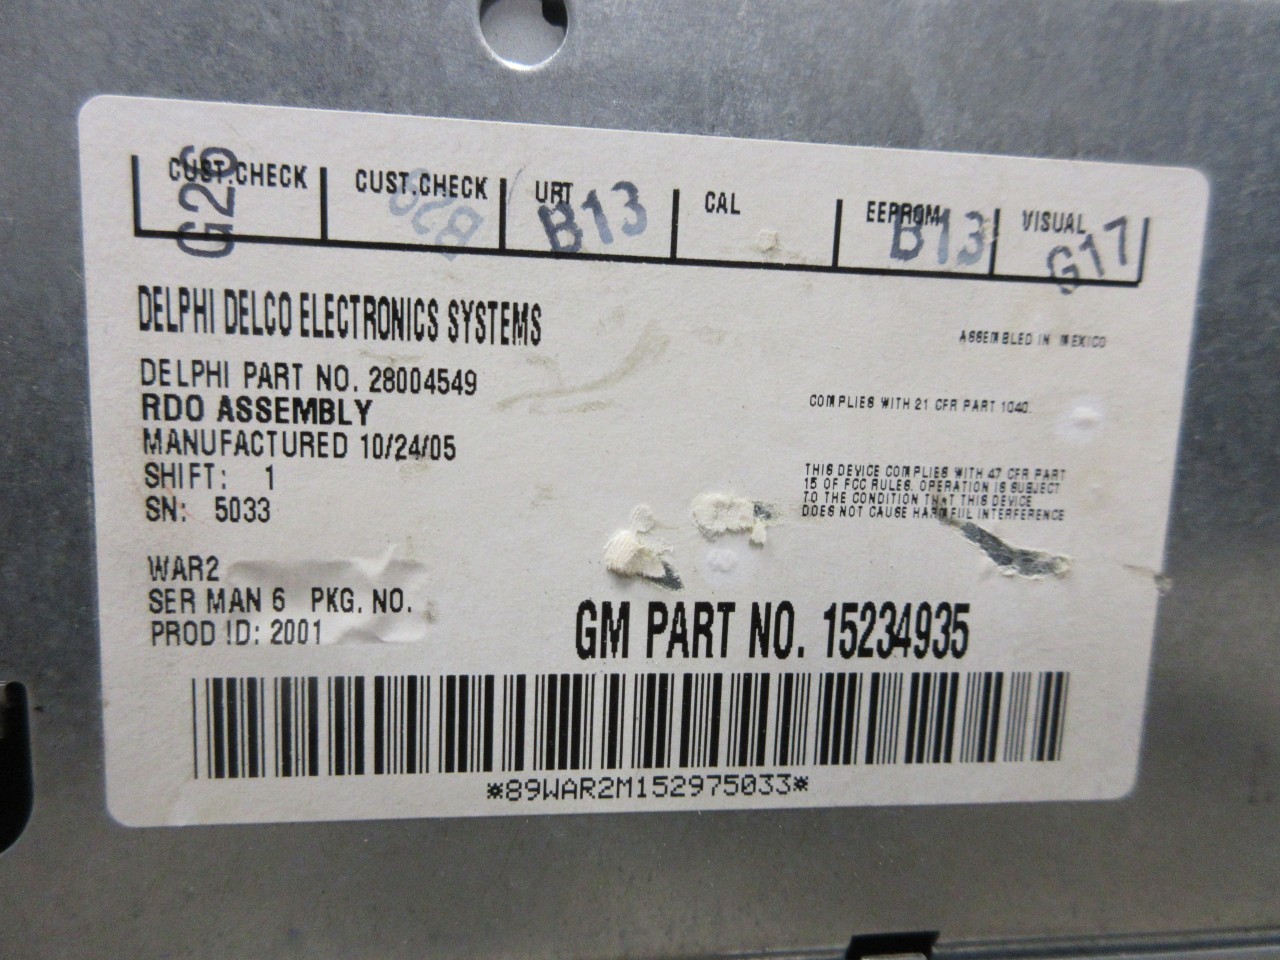 CUST.CHECK CUST.CHECK URT CAL EEPROM VISUAL
G26 B28 B13 B13 G17
DELPHI DELCO ELECTRONICS SYSTEMS
ASSEMBLED IN MEXICO
DELPHI PART NO. 28004549
RDO ASSEMBLY
COMPLIES WITH 21 CFR PART 1040.
MANUFACTURED 10/24/05
SHIFT: 1
SN: 5033
THIS DEVICE COMPLIES WITH 47 CFR PART
15 OF FCC RULES. OPERATION IS SUBJECT
TO THE CONDITION THAT THIS DEVICE
DOES NOT CAUSE HARMFUL INTERFERENCE
WAR2
SER MAN 6 PKG. NO.
PROD ID: 2001
GM PART NO. 15234935
*89WAR2M152975033*